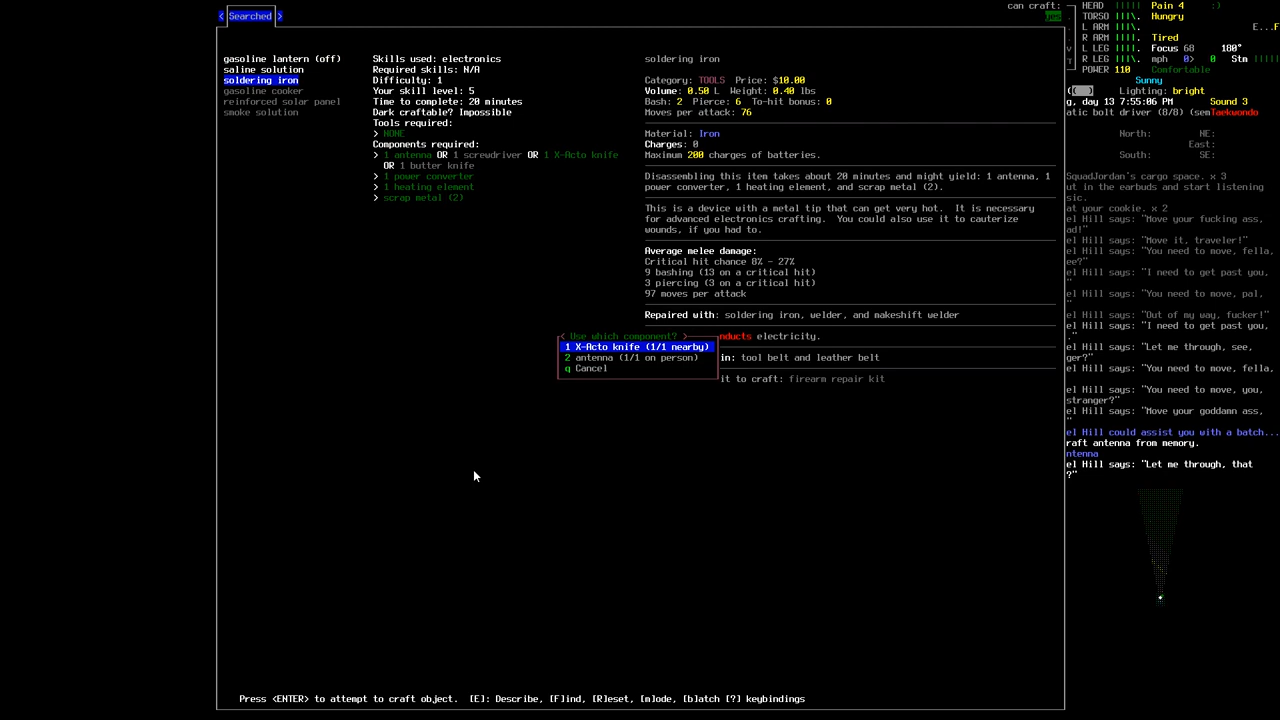 < Searched >
gasoline lantern (off)
saline solution
soldering iron
gasoline cooker
reinforced solar panel
smoke solution
Skills used: electronics
Required skills: N/A
Difficulty: 1
Your skill level: 5
Time to complete: 20 minutes
Dark craftable? Impossible
Tools required:
> NONE
Components required:
> 1 antenna OR 1 screwdriver OR 1 X-Acto knife
OR 1 butter knife
> 1 power converter
> 1 heating element
> scrap metal (2)
soldering iron
Category: TOOLS Price: $10.00
Volume: 0.50 L Weight: 0.40 lbs
Bash: 2 Pierce: 6 To-hit bonus: 0
Moves per attack: 76
Material: Iron
Charges: 0
Maximum 200 charges of batteries.
Disassembling this item takes about 20 minutes and might yield: 1 antenna, 1
power converter, 1 heating element, and scrap metal (2).
This is a device with a metal tip that can get very hot. It is necessary
for advanced electronics crafting. You could also use it to cauterize
wounds, if you had to.
Average melee damage:
Critical hit chance 8% - 27%
9 bashing (13 on a critical hit)
3 piercing (3 on a critical hit)
97 moves per attack
Repaired with: soldering iron, welder, and makeshift welder
nducts electricity.
in: tool belt and leather belt
it to craft: firearm repair kit
< Use which component? >
1 X-Acto knife (1/1 nearby)
2 antenna (1/1 on person)
q Cancel
Press <ENTER> to attempt to craft object. [E]: Describe, [F]ind, [R]eset, [m]ode, [b]atch [?] keybindings
can craft:
HEAD ||||| Pain 4 :)
TORSO |||\. Hungry
L ARM |||\. E...F
R ARM |||\. Tired
L LEG |||\. Focus 68 180°
R LEG |||\. mph 0> 0 Stm |||||
POWER 110 Comfortable
Sunny
Lighting: bright
g, day 13 7:55:06 PM Sound 3
atic bolt driver (8/8) (semTaekwondo
North: NE:
East:
South: SE:
SquadJordan's cargo space. x 3
ut in the earbuds and start listening
sic.
at your cookie. x 2
el Hill says: "Move your fucking ass,
ad!"
el Hill says: "Move it, traveler!"
el Hill says: "You need to move, fella,
ee?"
el Hill says: "I need to get past you,
"
el Hill says: "You need to move, pal,
"
el Hill says: "Out of my way, fucker!"
el Hill says: "I need to get past you,
."
el Hill says: "Let me through, see,
ger?"
el Hill says: "You need to move, fella,
el Hill says: "You need to move, you
stranger?"
el Hill says: "Move your goddamn ass,
"
el Hill could assist you with a batch...
raft antenna from memory.
ntenna
el Hill says: "Let me through, that
?"